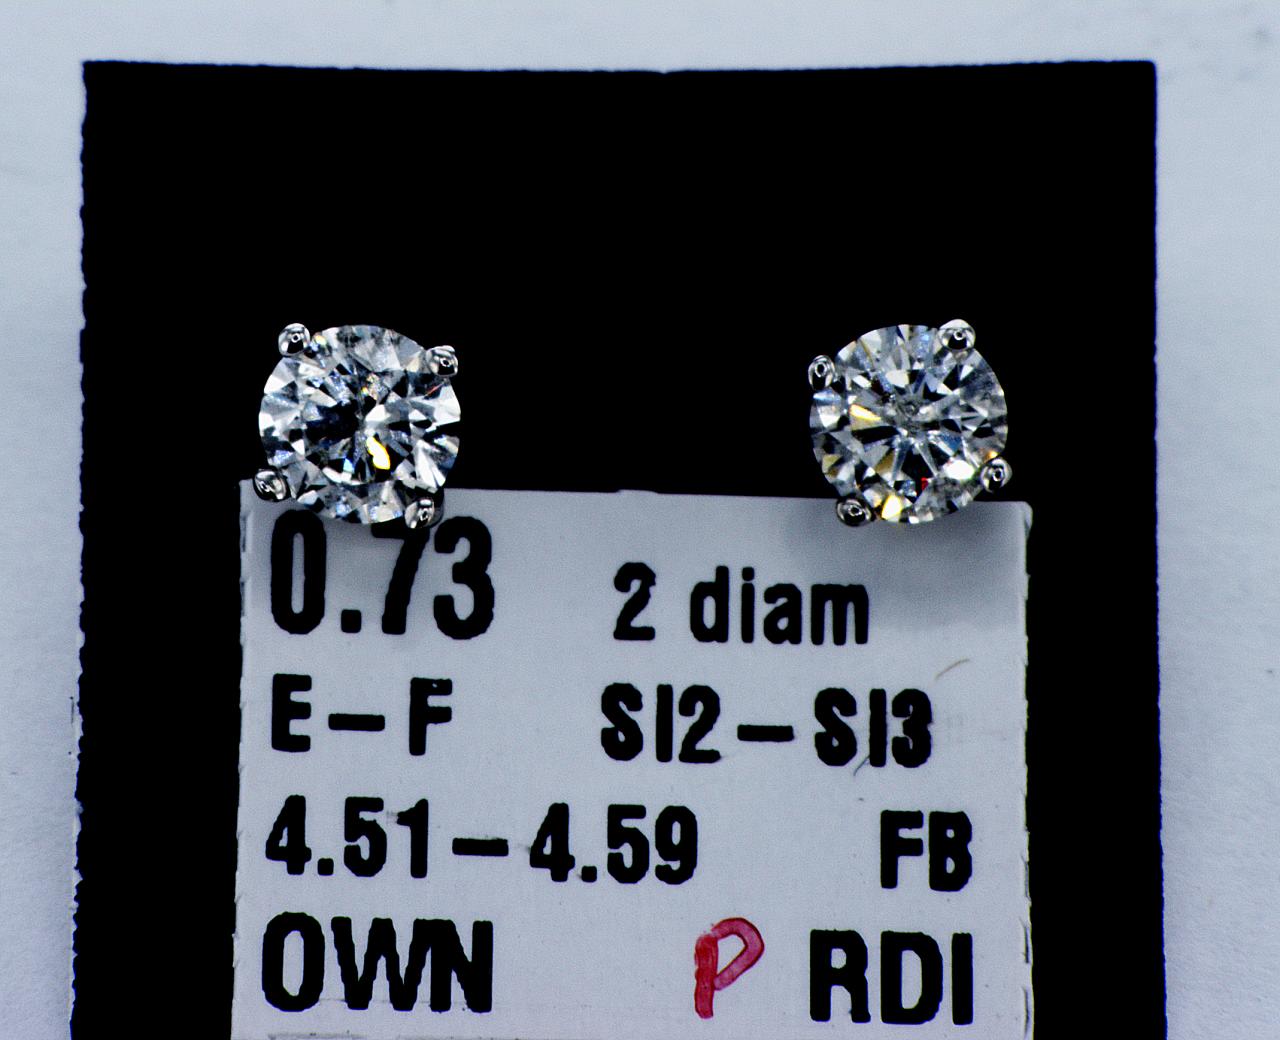 0.73 2 diam
E-F SI2-SI3
4.51-4.59 FB
OWN P RDI